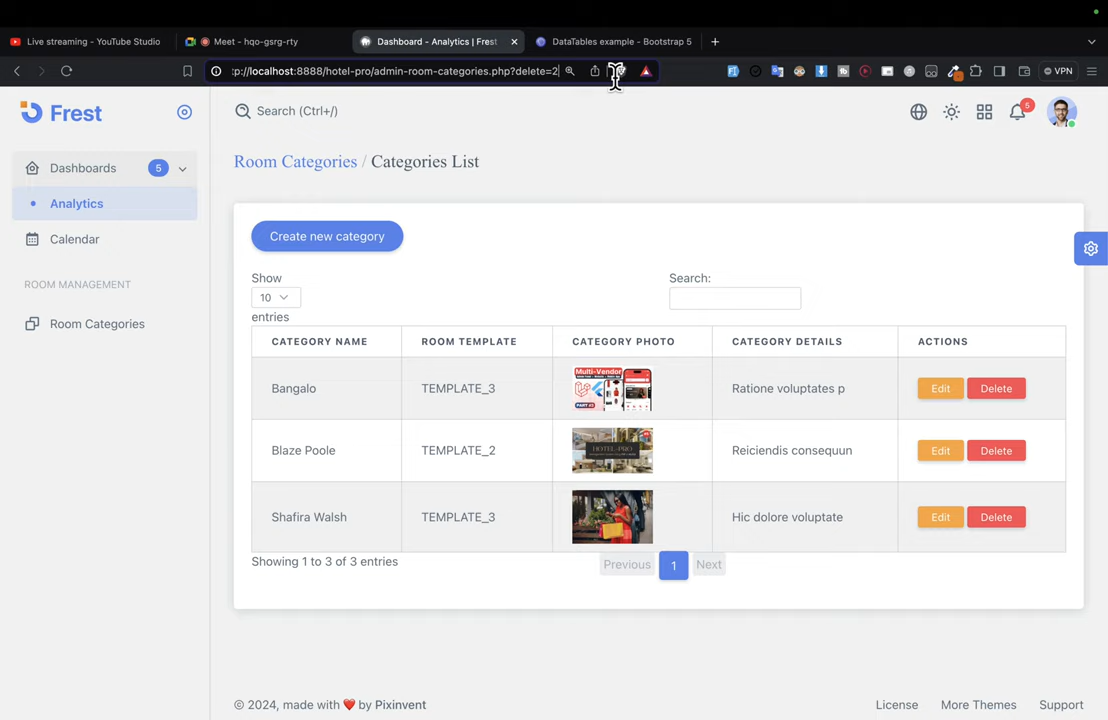 Live streaming - YouTube Studio
Meet - hqo-gsrg-rty
Dashboard - Analytics | Frest
DataTables example - Bootstrap 5
:p://localhost:8888/hotel-pro/admin-room-categories.php?delete=2
VPN
Frest
Search (Ctrl+/)
5
Dashboards
5
Analytics
Calendar
ROOM MANAGEMENT
Room Categories
Room Categories / Categories List
Create new category
Show
10
entries
Search:
CATEGORY NAME ROOM TEMPLATE CATEGORY PHOTO CATEGORY DETAILS ACTIONS
Bangalo TEMPLATE_3 Multi-Vendor Ratione voluptates p Edit Delete
Blaze Poole TEMPLATE_2 HOTEL-PRO Reiciendis consequun Edit Delete
Shafira Walsh TEMPLATE_3 Hic dolore voluptate Edit Delete
Showing 1 to 3 of 3 entries
Previous 1 Next
© 2024, made with ❤️ by Pixinvent
License More Themes Support